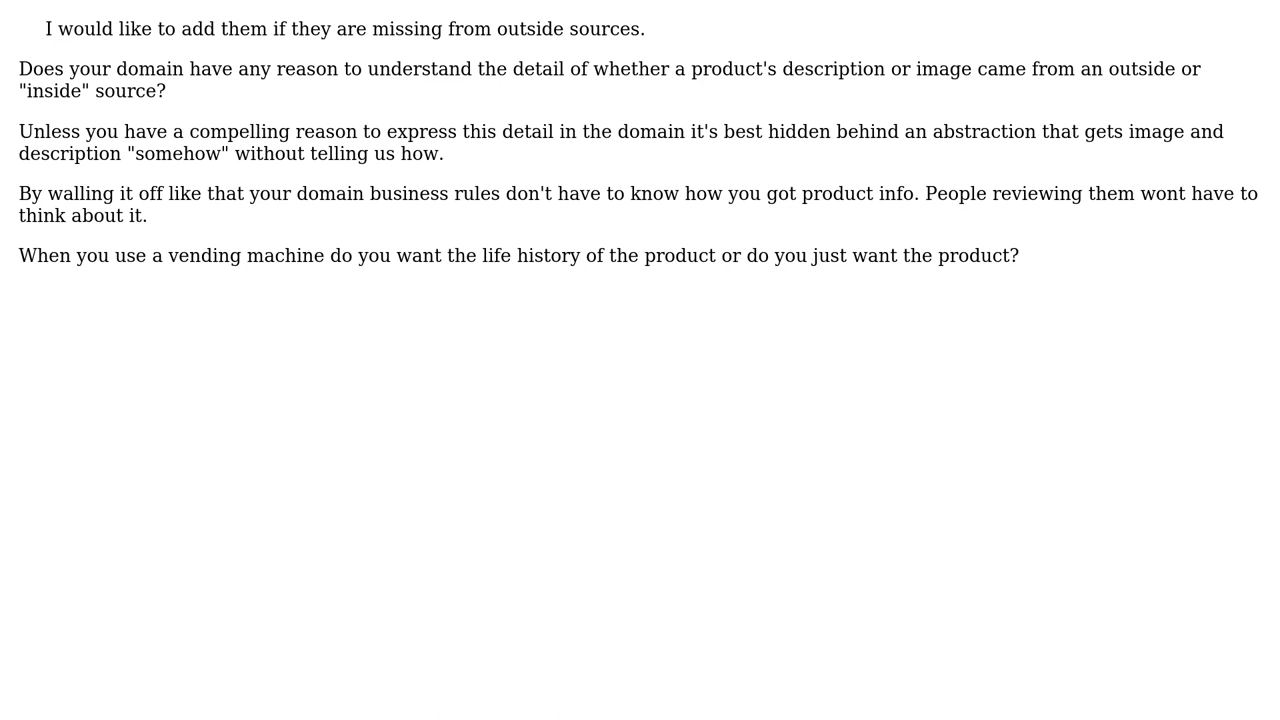 I would like to add them if they are missing from outside sources.
Does your domain have any reason to understand the detail of whether a product's description or image came from an outside or
"inside" source?
Unless you have a compelling reason to express this detail in the domain it's best hidden behind an abstraction that gets image and
description "somehow" without telling us how.
By walling it off like that your domain business rules don't have to know how you got product info. People reviewing them wont have to
think about it.
When you use a vending machine do you want the life history of the product or do you just want the product?